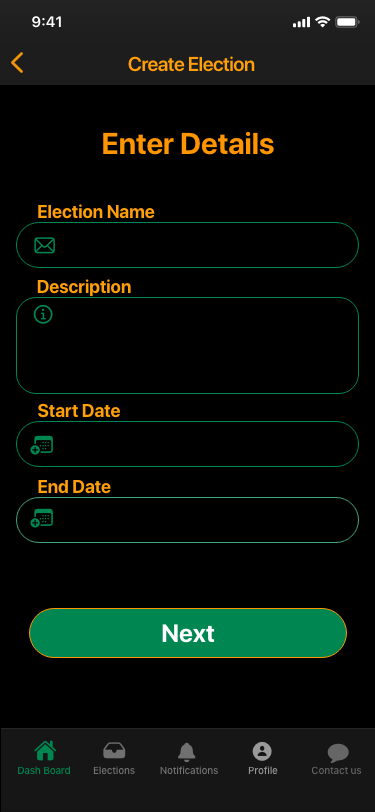 9:41
Create Election
Enter Details
Election Name
Description
Start Date
End Date
Next
Dash Board Elections Notifications Profile Contact us